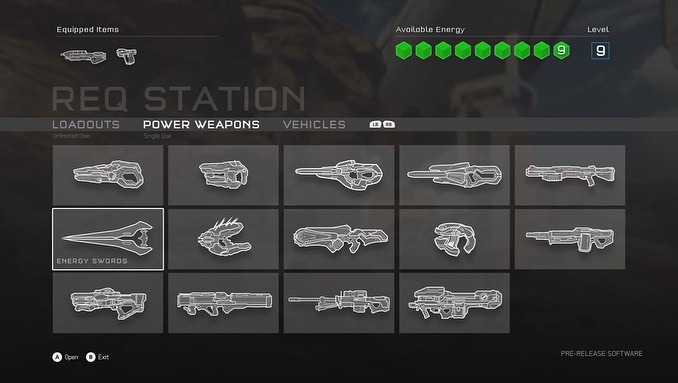 Equipped Items
Available Energy
Level
9
9
REQ STATION
LOADOUTS
POWER WEAPONS
VEHICLES
LB RB
Unlimited Use
Single Use
ENERGY SWORDS
A Open B Exit
PRE-RELEASE SOFTWARE